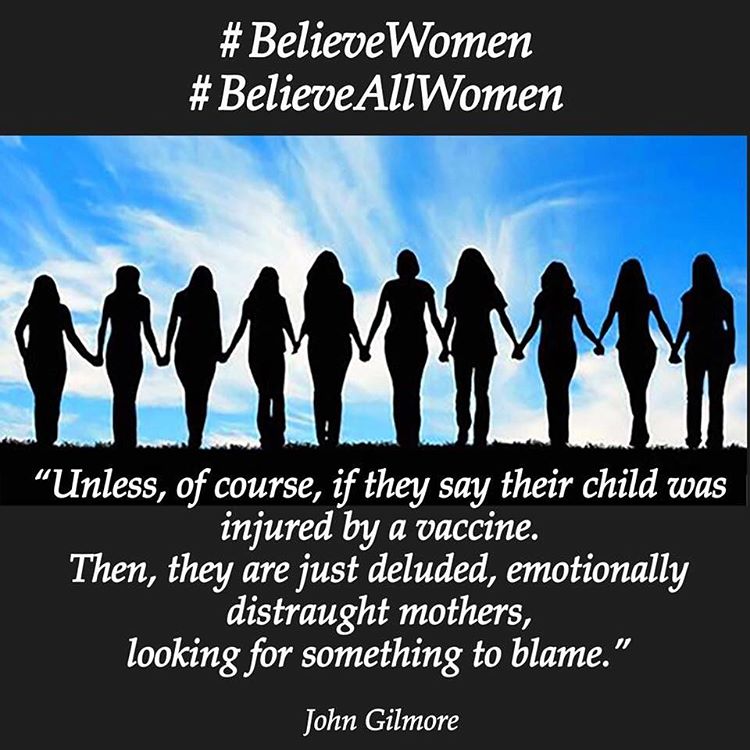 # BelieveWomen
# BelieveAllWomen
“Unless, of course, if they say their child was
injured by a vaccine.
Then, they are just deluded, emotionally
distraught mothers,
looking for something to blame.”
John Gilmore